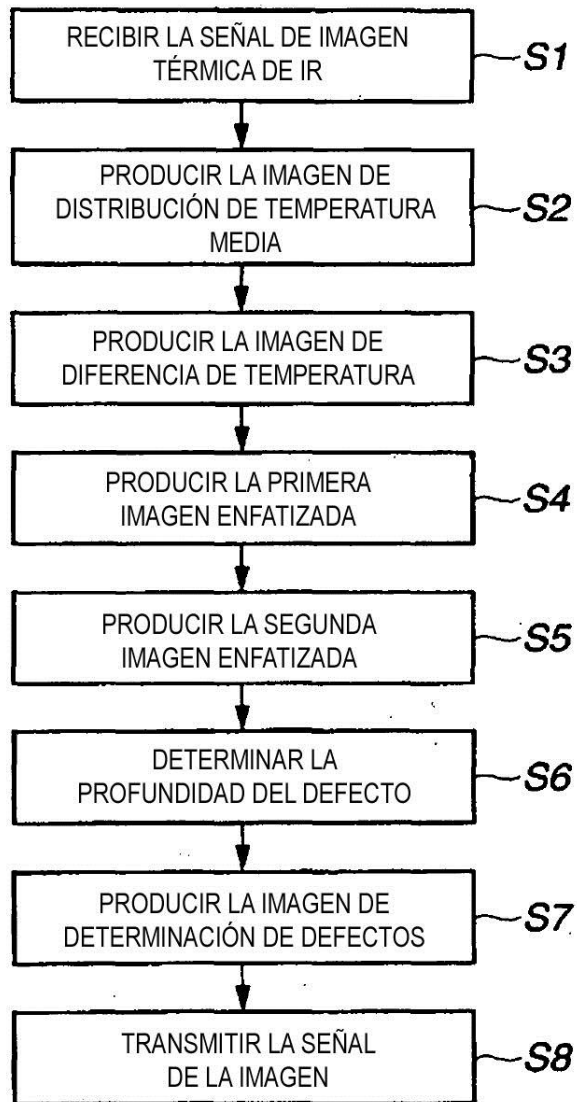 RECIBIR LA SEÑAL DE IMAGEN
TÉRMICA DE IR
S1
PRODUCIR LA IMAGEN DE
DISTRIBUCIÓN DE TEMPERATURA
MEDIA
S2
PRODUCIR LA IMAGEN DE
DIFERENCIA DE TEMPERATURA
S3
PRODUCIR LA PRIMERA
IMAGEN ENFATIZADA
S4
PRODUCIR LA SEGUNDA
IMAGEN ENFATIZADA
S5
DETERMINAR LA
PROFUNDIDAD DEL DEFECTO
S6
PRODUCIR LA IMAGEN DE
DETERMINACIÓN DE DEFECTOS
S7
TRANSMITIR LA SEÑAL
DE LA IMAGEN
S8